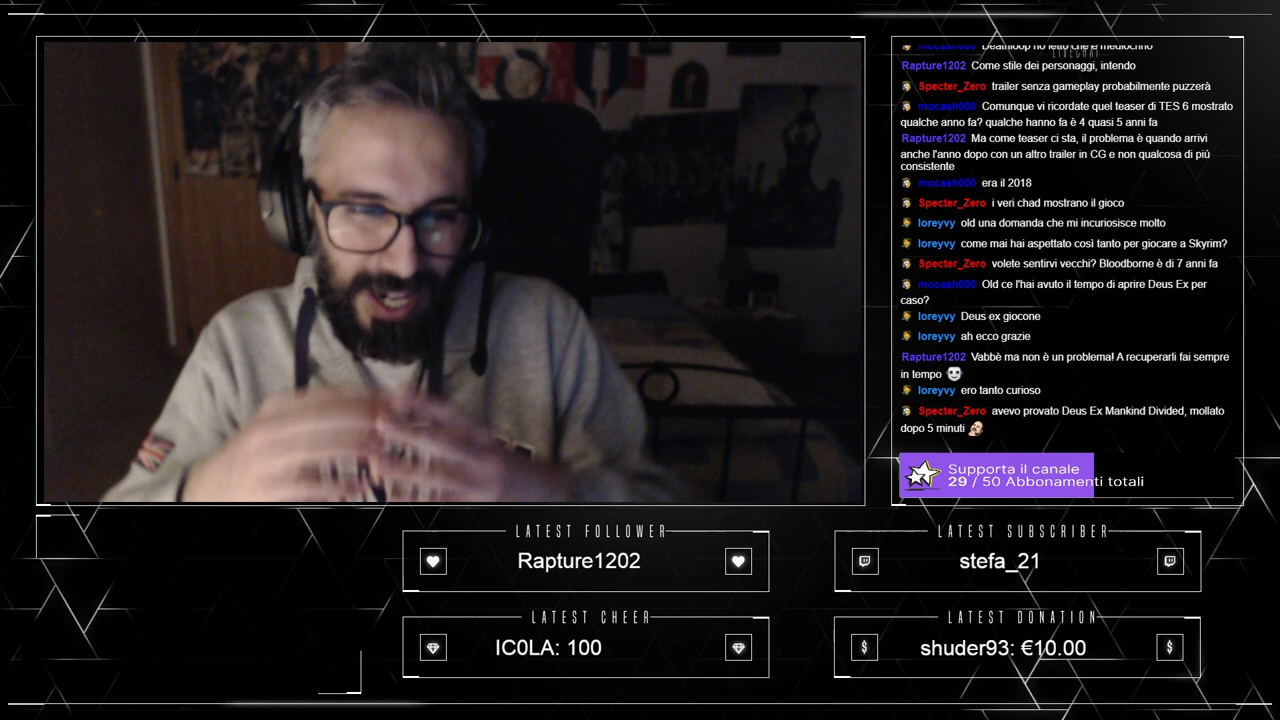 mocash000 Deathloop ho letto che è mediocrino
LIVECHAT
Rapture1202 Come stile dei personaggi, intendo
Specter_Zero trailer senza gameplay probabilmente puzzerà
mocash000 Comunque vi ricordate quel teaser di TES 6 mostrato
qualche anno fa? qualche hanno fa è 4 quasi 5 anni fa
Rapture1202 Ma come teaser ci sta, il problema è quando arrivi
anche l'anno dopo con un altro trailer in CG e non qualcosa di più
consistente
mocash000 era il 2018
Specter_Zero i veri chad mostrano il gioco
loreyvy old una domanda che mi incuriosisce molto
loreyvy come mai hai aspettato così tanto per giocare a Skyrim?
Specter_Zero volete sentirvi vecchi? Bloodborne è di 7 anni fa
mocash000 Old ce l'hai avuto il tempo di aprire Deus Ex per
caso?
loreyvy Deus ex giocone
loreyvy ah ecco grazie
Rapture1202 Vabbè ma non è un problema! A recuperarli fai sempre
in tempo
loreyvy ero tanto curioso
Specter_Zero avevo provato Deus Ex Mankind Divided, mollato
dopo 5 minuti
Supporta il canale
29 / 50 Abbonamenti totali
LATEST FOLLOWER
Rapture1202
LATEST SUBSCRIBER
stefa_21
LATEST CHEER
IC0LA: 100
LATEST DONATION
shuder93: €10.00